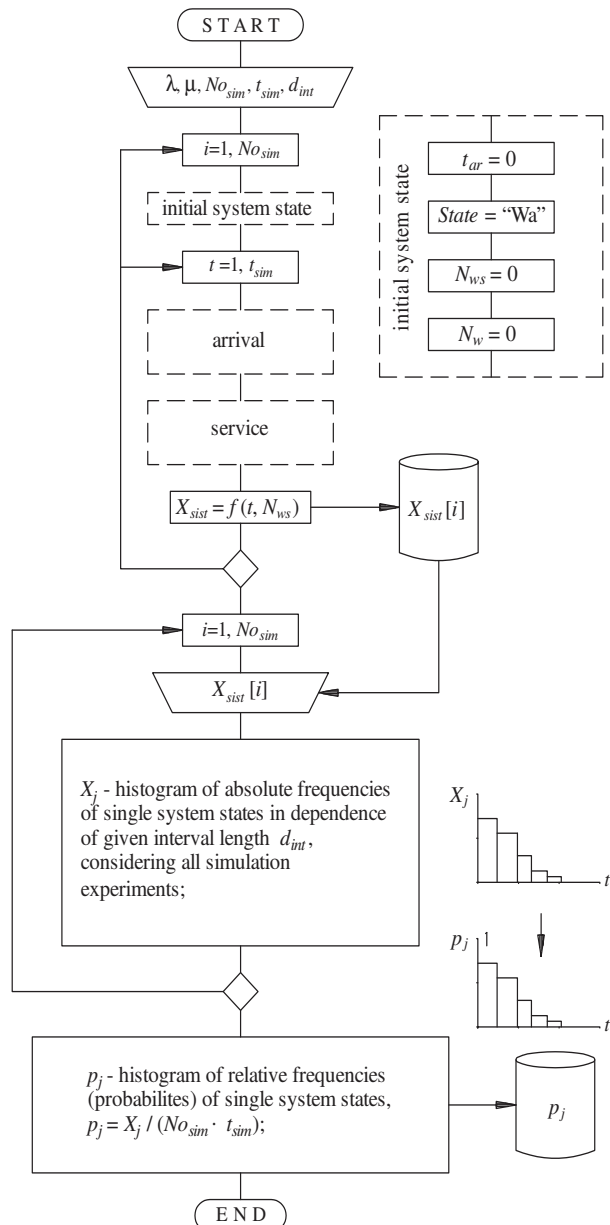 START
λ, μ, No_sim, t_sim, d_int
i=1, No_sim
initial system state
t=1, t_sim
arrival
service
X_sist = f(t, N_ws)
X_sist [i]
initial system state
t_ar = 0
State = “Wa”
N_ws = 0
N_w = 0
i=1, No_sim
X_sist [i]
X_j - histogram of absolute frequencies
of single system states in dependence
of given interval length d_int,
considering all simulation
experiments;
X_j
t
p_j 1
t
p_j - histogram of relative frequencies
(probabilites) of single system states,
p_j = X_j / (No_sim · t_sim);
p_j
END